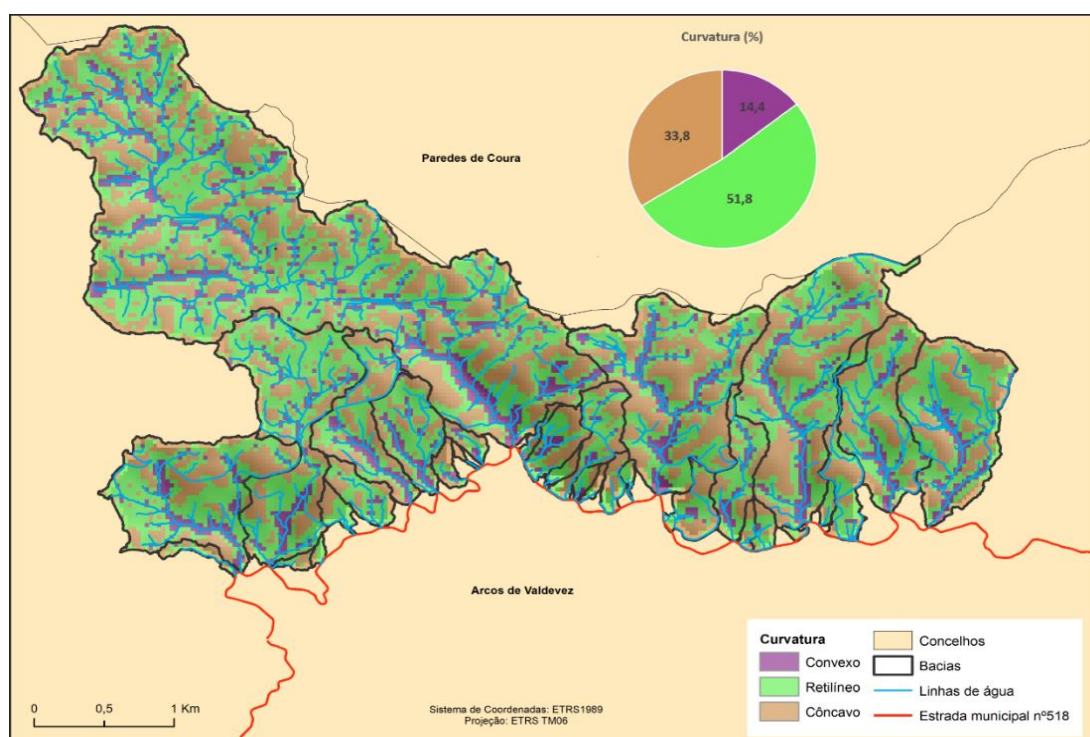 Curvatura (%)
14,4
33,8
51,8
Paredes de Coura
Arcos de Valdevez
Curvatura
Convexo
Retilíneo
Côncavo
Concelhos
Bacias
Linhas de água
Estrada municipal nº518
0 0,5 1 Km
Sistema de Coordenadas: ETRS1989
Projeção: ETRS TM06